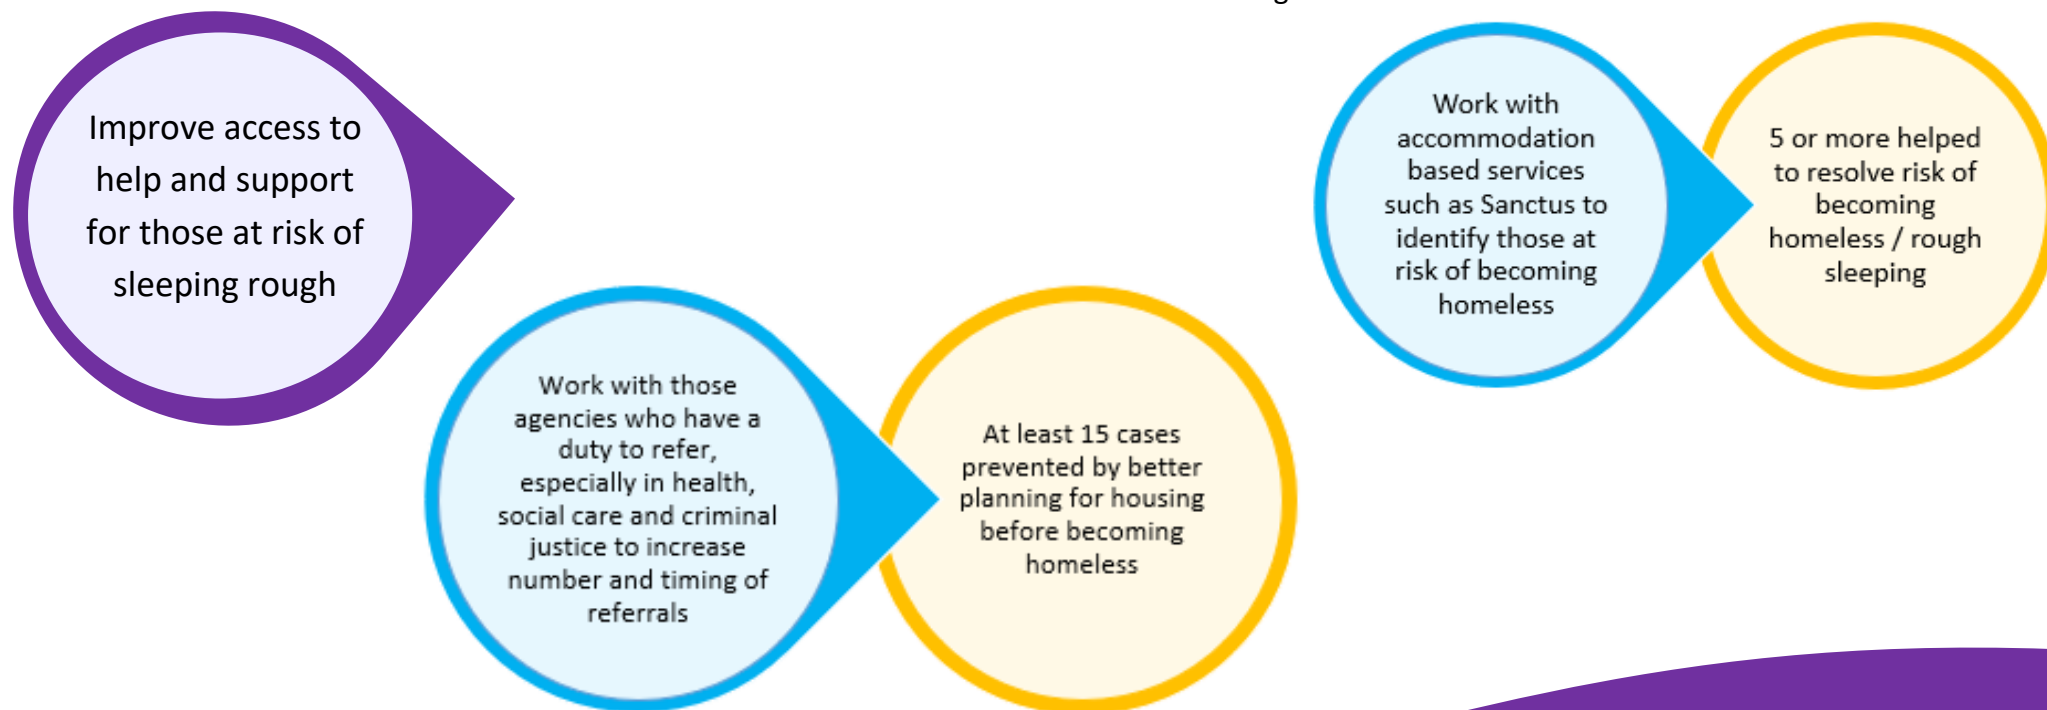 Improve access to
help and support
for those at risk of
sleeping rough
Work with those
agencies who have a
duty to refer,
especially in health,
social care and criminal
justice to increase
number and timing of
referrals
At least 15 cases
prevented by better
planning for housing
before becoming
homeless
Work with
accommodation
based services
such as Sanctus to
identify those at
risk of becoming
homeless
5 or more helped
to resolve risk of
becoming
homeless / rough
sleeping